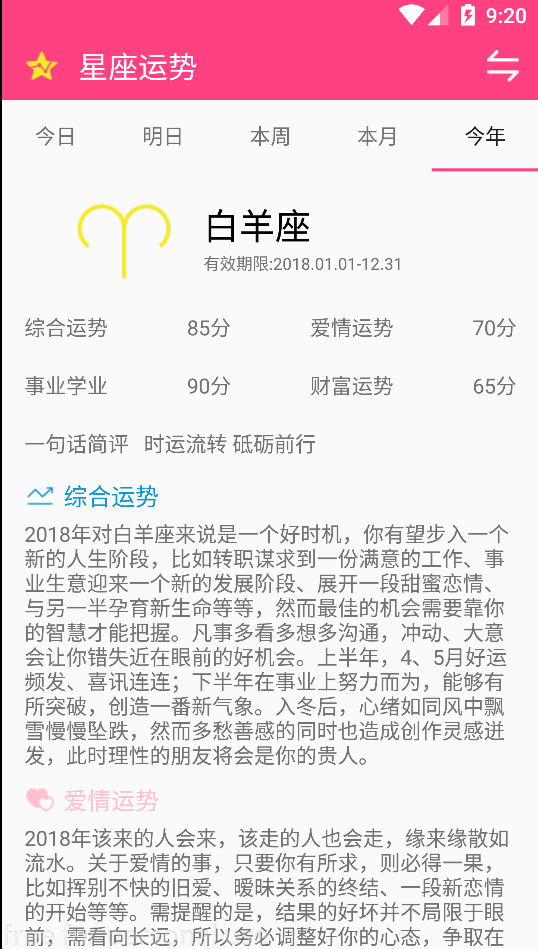 9:20
星座运势
今日 明日 本周 本月 今年
白羊座
有效期限:2018.01.01-12.31
综合运势 85分 爱情运势 70分
事业学业 90分 财富运势 65分
一句话简评 时运流转 砥砺前行
综合运势
2018年对白羊座来说是一个好时机，你有望步入一个
新的人生阶段，比如转职谋求到一份满意的工作、事
业生意迎来一个新的发展阶段、展开一段甜蜜恋情、
与另一半孕育新生命等等，然而最佳的机会需要靠你
的智慧才能把握。凡事多看多想多沟通，冲动、大意
会让你错失近在眼前的好机会。上半年，4、5月好运
频发、喜讯连连；下半年在事业上努力而为，能够有
所突破，创造一番新气象。入冬后，心绪如同风中飘
雪慢慢坠跌，然而多愁善感的同时也造成创作灵感迸
发，此时理性的朋友将会是你的贵人。
爱情运势
2018年该来的人会来，该走的人也会走，缘来缘散如
流水。关于爱情的事，只要你有所求，则必得一果，
比如挥别不快的旧爱、暧昧关系的终结、一段新恋情
的开始等等。需提醒的是，结果的好坏并不局限于眼
前，需看向长远，所以务必调整好你的心态，争取在